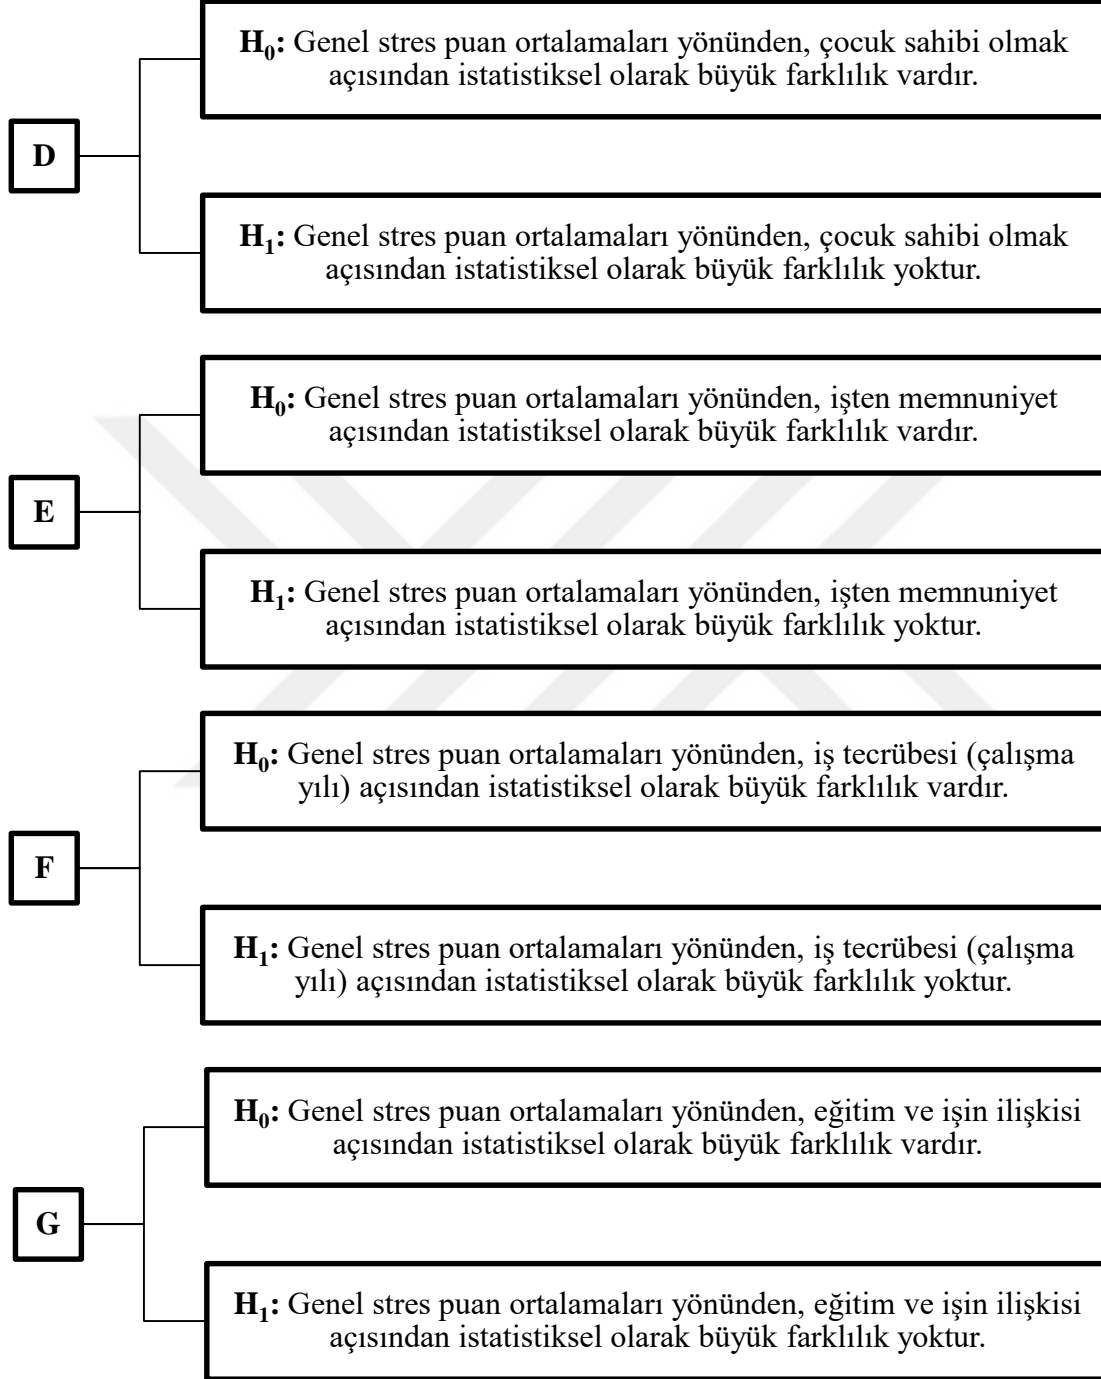 H₀: Genel stres puan ortalamaları yönünden, çocuk sahibi olmak
açısından istatistiksel olarak büyük farklılık vardır.
D
H₁: Genel stres puan ortalamaları yönünden, çocuk sahibi olmak
açısından istatistiksel olarak büyük farklılık yoktur.
H₀: Genel stres puan ortalamaları yönünden, işten memnuniyet
açısından istatistiksel olarak büyük farklılık vardır.
E
H₁: Genel stres puan ortalamaları yönünden, işten memnuniyet
açısından istatistiksel olarak büyük farklılık yoktur.
H₀: Genel stres puan ortalamaları yönünden, iş tecrübesi (çalışma
yılı) açısından istatistiksel olarak büyük farklılık vardır.
F
H₁: Genel stres puan ortalamaları yönünden, iş tecrübesi (çalışma
yılı) açısından istatistiksel olarak büyük farklılık yoktur.
H₀: Genel stres puan ortalamaları yönünden, eğitim ve işin ilişkisi
açısından istatistiksel olarak büyük farklılık vardır.
G
H₁: Genel stres puan ortalamaları yönünden, eğitim ve işin ilişkisi
açısından istatistiksel olarak büyük farklılık yoktur.